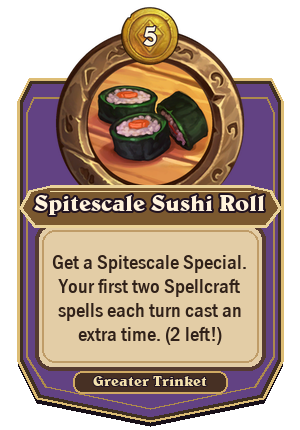 5
Spitescale Sushi Roll
Get a Spitescale Special.
Your first two Spellcraft
spells each turn cast an
extra time. (2 left!)
Greater Trinket